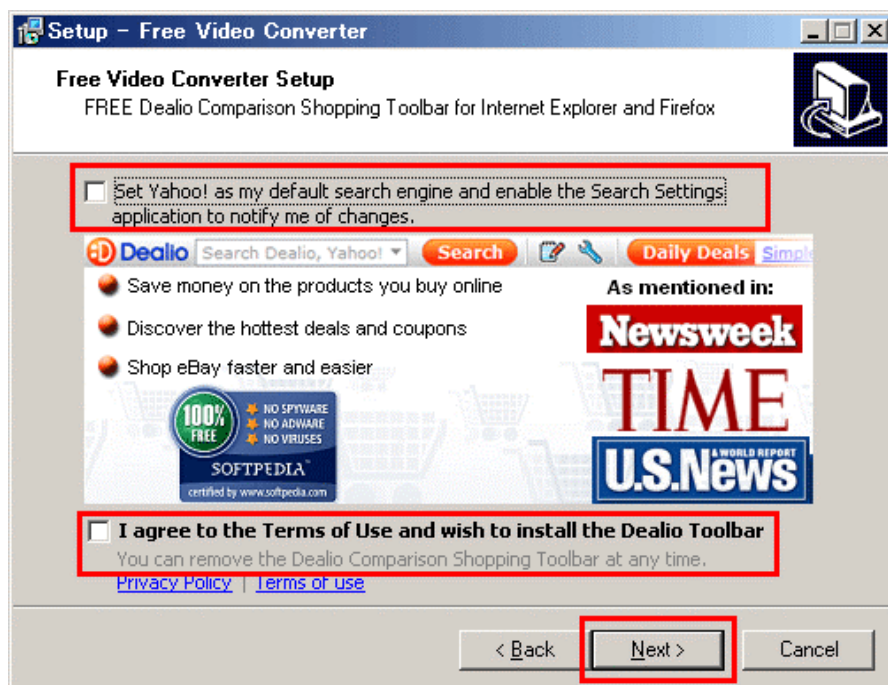 Setup - Free Video Converter
Free Video Converter Setup
FREE Dealio Comparison Shopping Toolbar for Internet Explorer and Firefox
Set Yahoo! as my default search engine and enable the Search Settings
application to notify me of changes.
Dealio Search Dealio, Yahoo! Search Daily Deals Simple
Save money on the products you buy online
As mentioned in:
Discover the hottest deals and coupons
Newsweek
Shop eBay faster and easier
TIME
100% FREE
NO SPYWARE
NO ADWARE
NO VIRUSES
SOFTPEDIA
certified by www.softpedia.com
U.S.News
& WORLD REPORT
I agree to the Terms of Use and wish to install the Dealio Toolbar
You can remove the Dealio Comparison Shopping Toolbar at any time.
Privacy Policy | Terms of use
< Back Next > Cancel